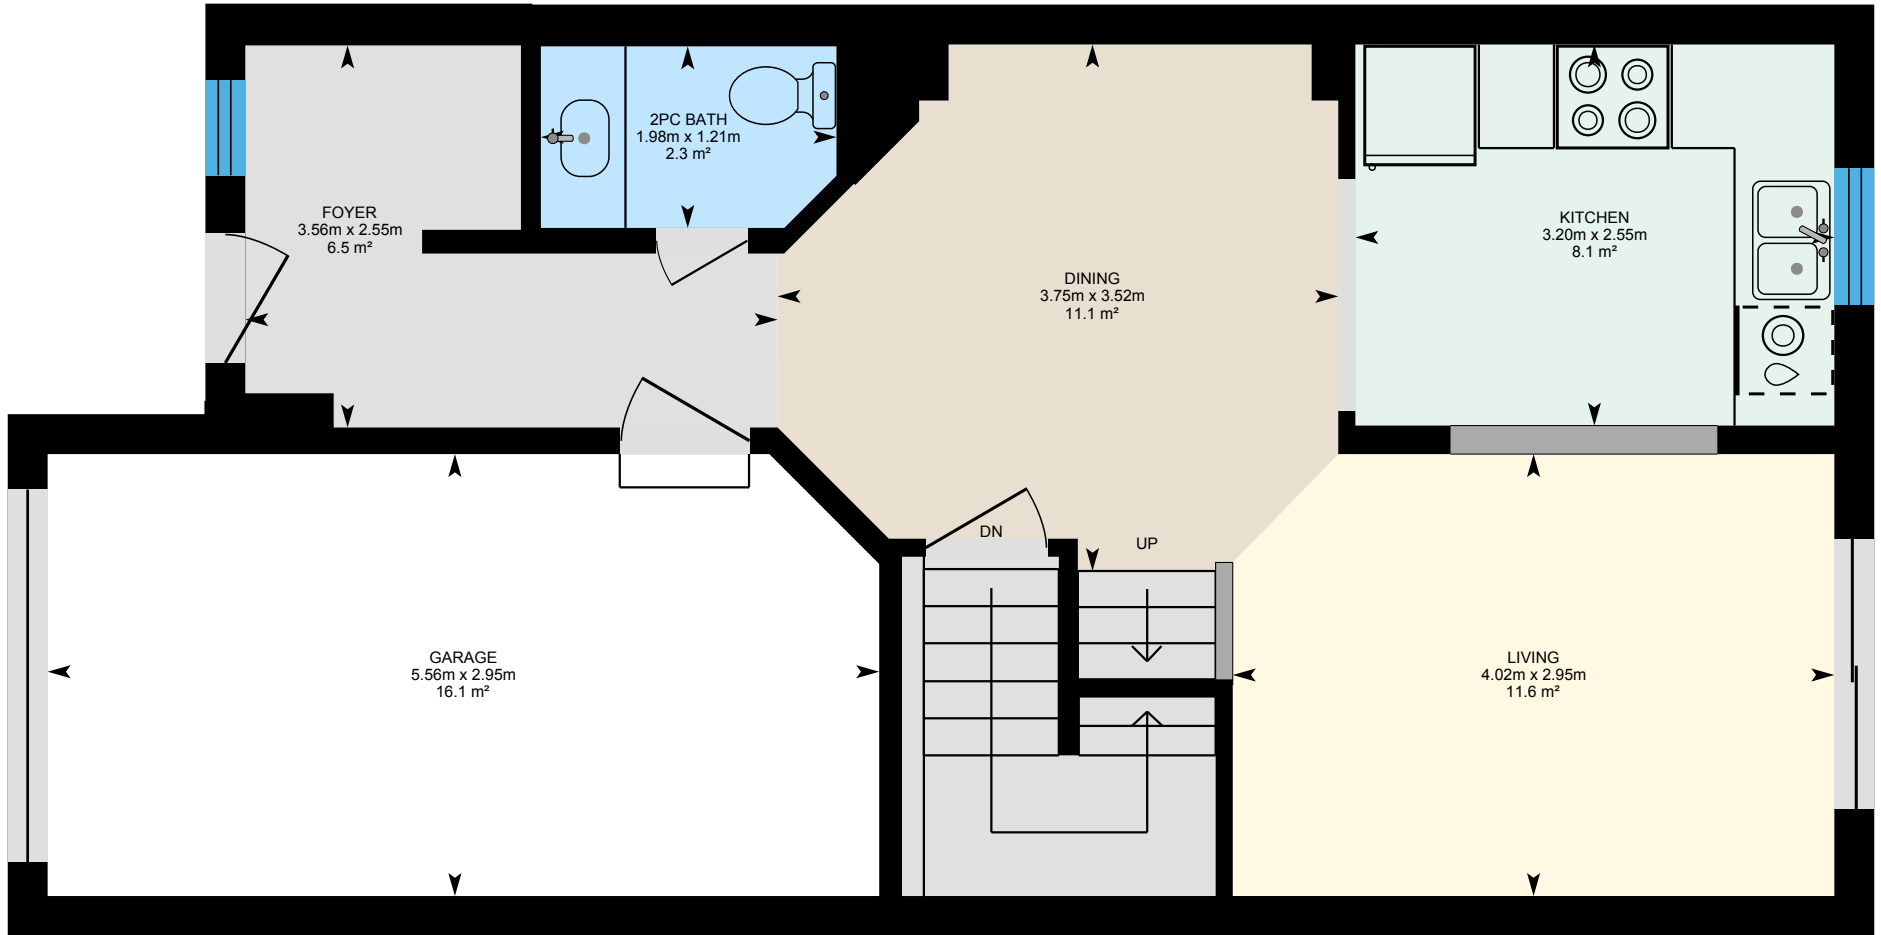 2PC BATH
1.98m x 1.21m
2.3 m²
FOYER
3.56m x 2.55m
6.5 m²
KITCHEN
3.20m x 2.55m
8.1 m²
DINING
3.75m x 3.52m
11.1 m²
DN
UP
GARAGE
5.56m x 2.95m
16.1 m²
LIVING
4.02m x 2.95m
11.6 m²